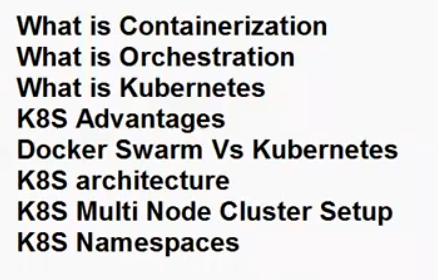 What is Containerization
What is Orchestration
What is Kubernetes
K8S Advantages
Docker Swarm Vs Kubernetes
K8S architecture
K8S Multi Node Cluster Setup
K8S Namespaces